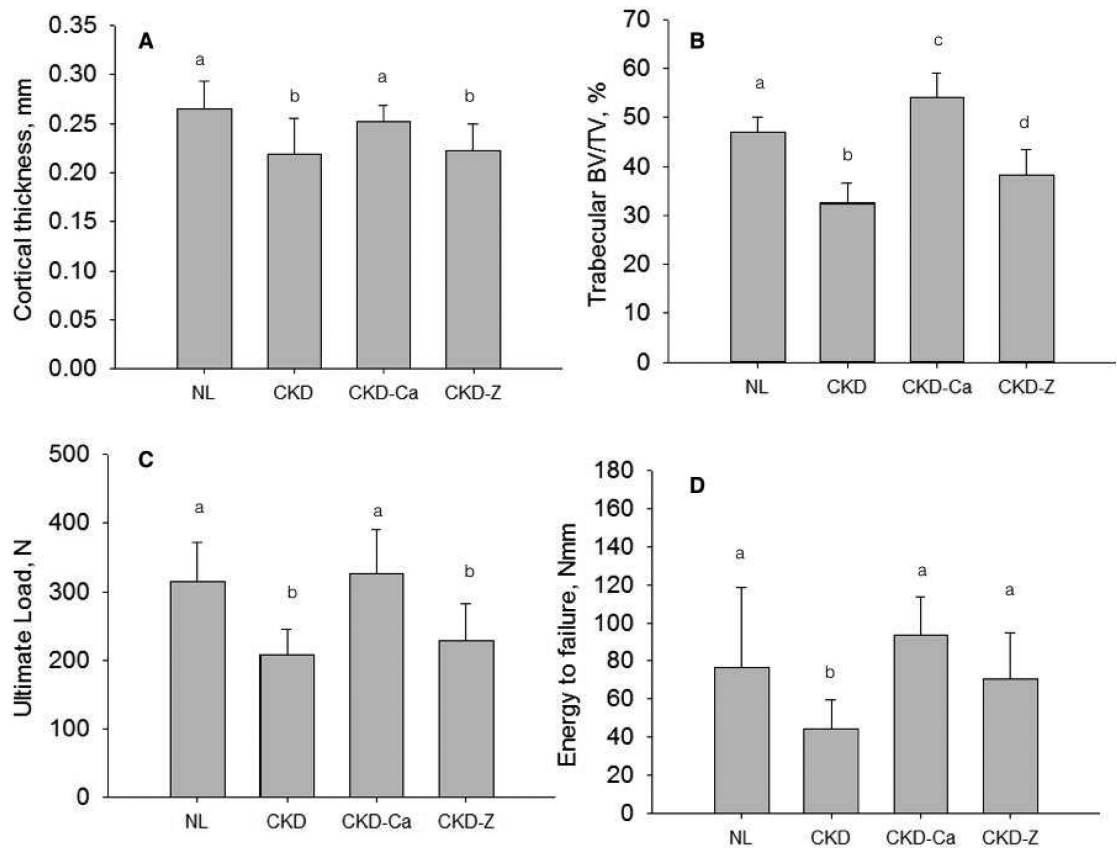 A
Cortical thickness, mm
0.35
0.30
0.25
0.20
0.15
0.10
0.05
0.00
a
b
a
b
NL
CKD
CKD-Ca
CKD-Z
B
Trabecular BV/TV, %
70
60
50
40
30
20
10
0
a
b
c
d
NL
CKD
CKD-Ca
CKD-Z
C
Ultimate Load, N
500
400
300
200
100
0
a
b
a
b
NL
CKD
CKD-Ca
CKD-Z
D
Energy to failure, Nmm
180
160
140
120
100
80
60
40
20
0
a
b
a
a
NL
CKD
CKD-Ca
CKD-Z